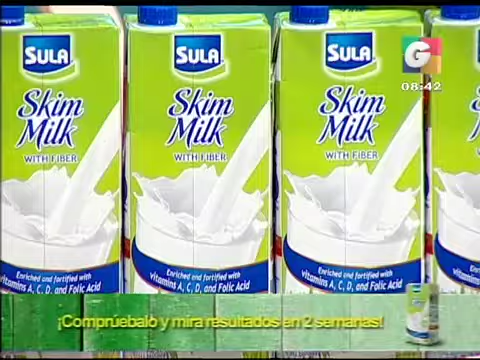 SULA SULA SULA
G
08:42
Skim Skim Skim
Milk Milk Milk
WITH FIBER WITH FIBER WITH FIBER
Enriched and fortified with Enriched and fortified with Enriched and fortified with
vitamins A, C, D, and Folic Acid vitamins A, C, D, and Folic Acid vitamins A, C, D, and Folic Acid
¡Comprúebalo y mira resultados en 2 semanas!